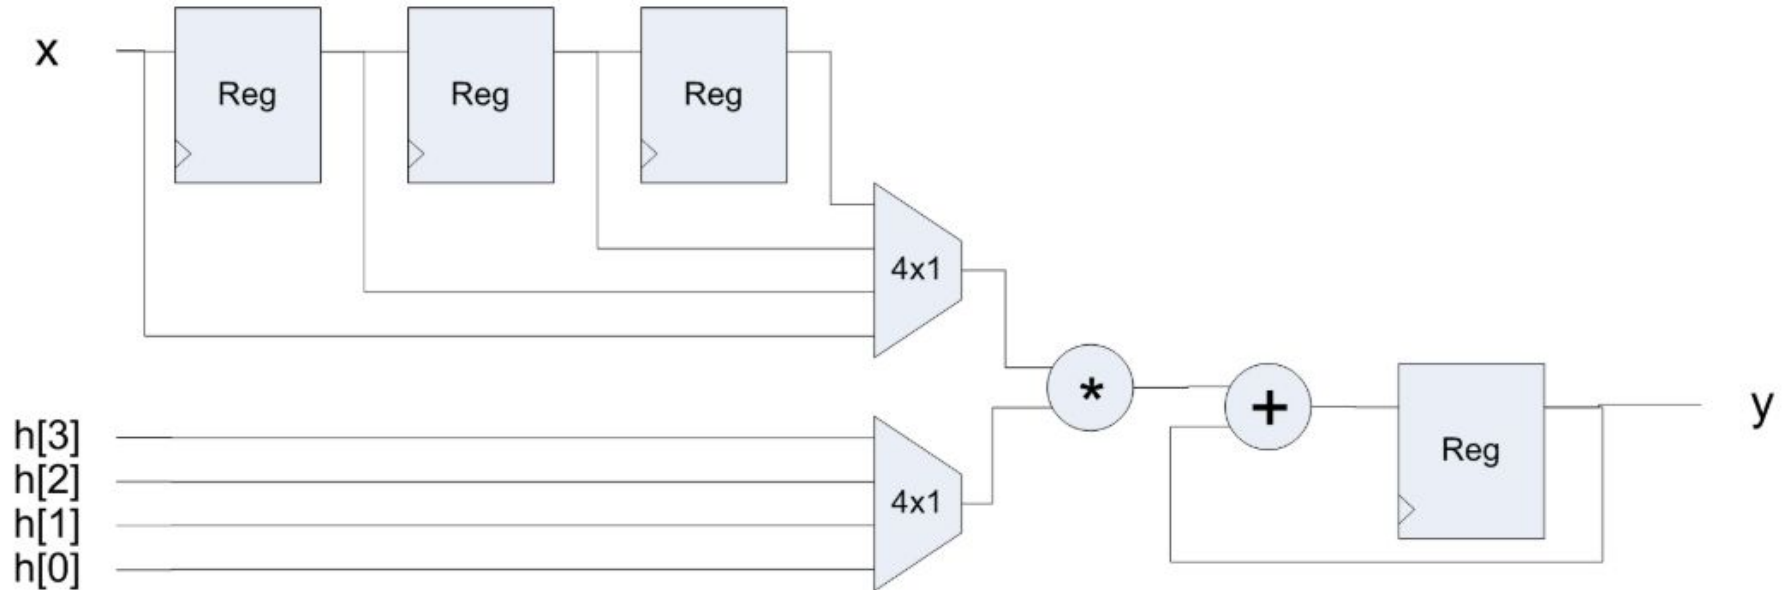 x
Reg
Reg
Reg
4x1
h[3]
h[2]
h[1]
h[0]
4x1
*
+
Reg
y